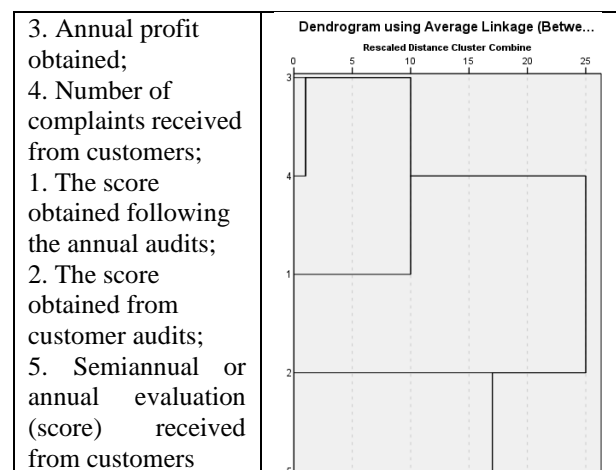 3. Annual profit
obtained;
4. Number of
complaints received
from customers;
1. The score
obtained following
the annual audits;
2. The score
obtained from
customer audits;
5. Semiannual or
annual evaluation
(score) received
from customers
Dendrogram using Average Linkage (Betwe...
Rescaled Distance Cluster Combine
0 5 10 15 20 25
3
4
1
2